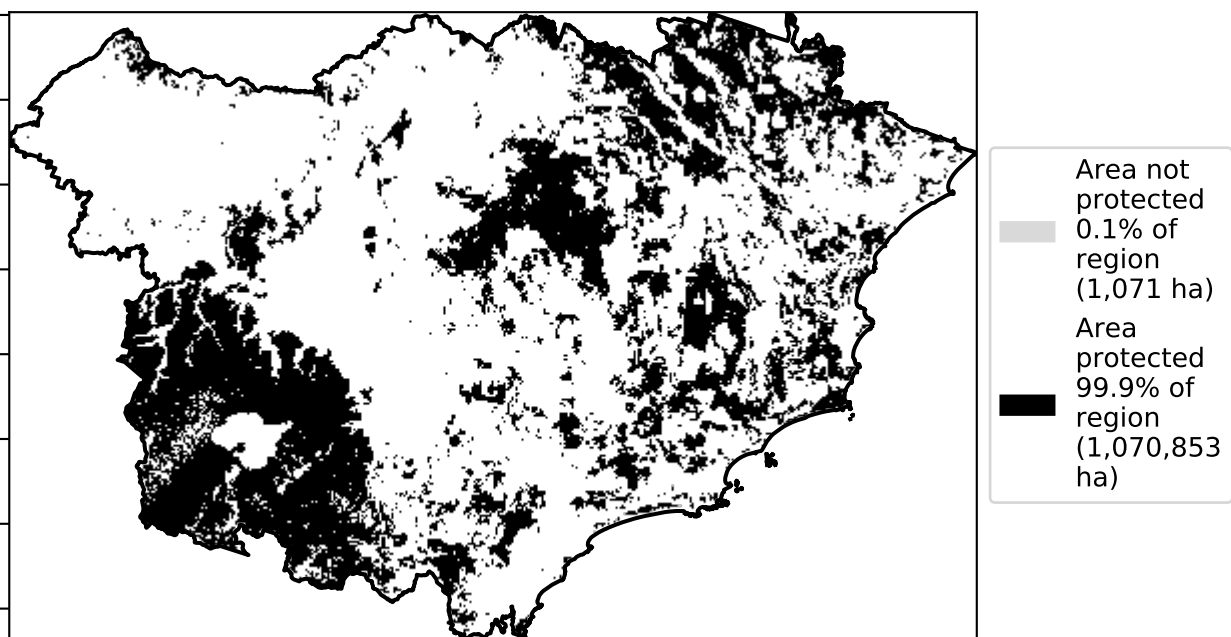 Area not
protected
0.1% of
region
(1,071 ha)
Area
protected
99.9% of
region
(1,070,853
ha)